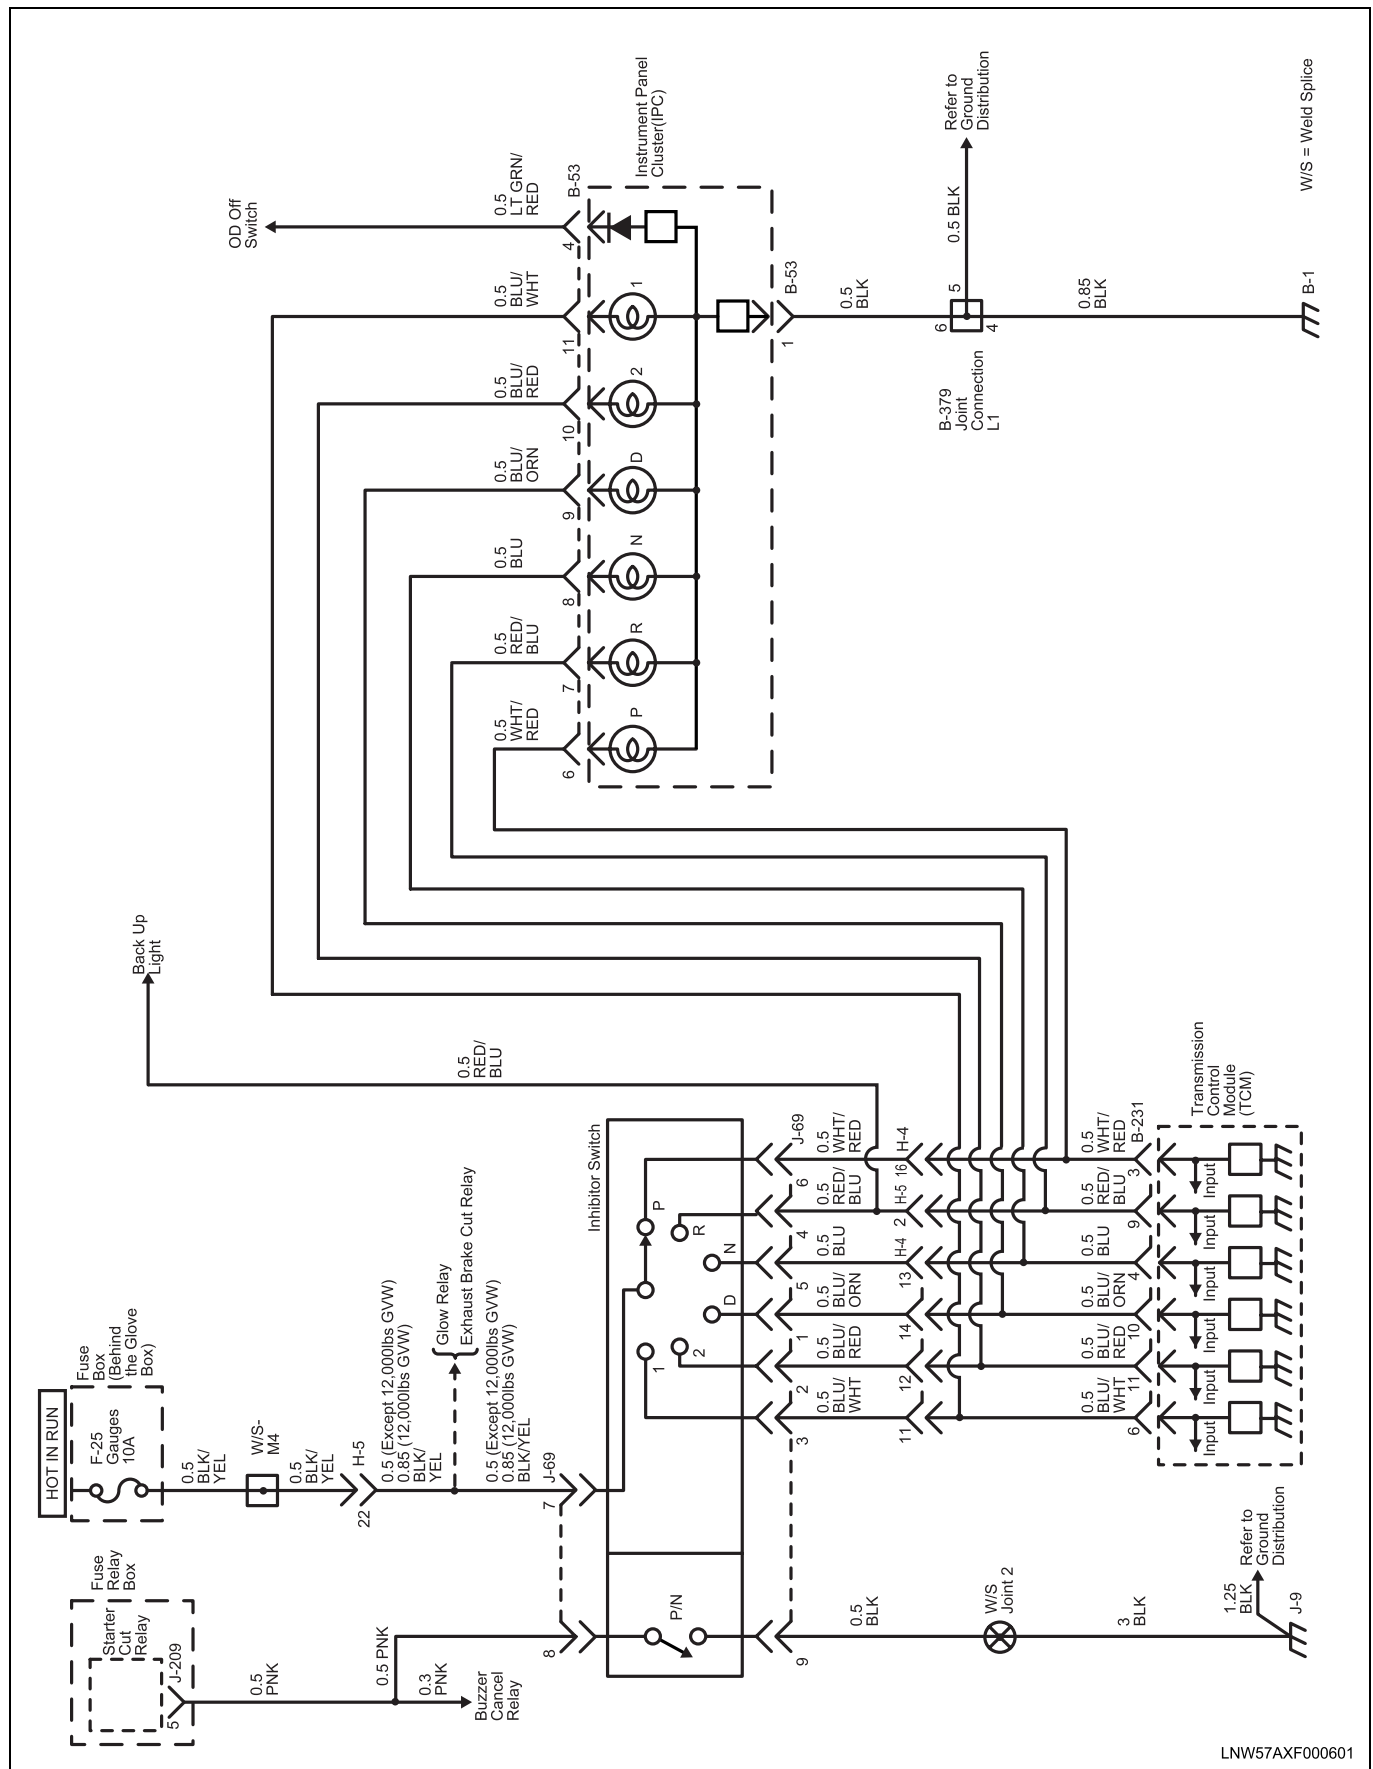 HOT IN RUN
F-25
Gauges
10A
Fuse
Box
(Behind
the Glove
Box)
0.5
BLK/
YEL
W/S-
M4
0.5
BLK/
YEL
H-5
22
0.5 (Except 12,000lbs GVW)
0.85 (12,000lbs GVW)
BLK/
YEL
Glow Relay
Exhaust Brake Cut Relay
0.5 (Except 12,000lbs GVW)
0.85 (12,000lbs GVW)
BLK/YEL
J-69
7
Fuse
Relay
Box
Starter
Cut
Relay
J-209
5
0.5
PNK
0.5 PNK
0.3
PNK
Buzzer
Cancel
Relay
8
P/N
9
0.5
BLK
W/S
Joint 2
3
BLK
1.25
BLK
Refer to
Ground
Distribution
J-9
Inhibitor Switch
P
R
N
D
2
1
J-69
6
4
5
1
2
3
0.5
WHT/
RED
0.5
RED/
BLU
0.5
BLU
0.5
BLU/
ORN
0.5
BLU/
RED
0.5
BLU/
WHT
H-4
16
H-5
2
H-4
13
14
12
11
0.5
WHT/
RED
0.5
RED/
BLU
0.5
BLU
0.5
BLU/
ORN
0.5
BLU/
RED
0.5
BLU/
WHT
B-231
3
9
4
10
11
6
Input
Input
Input
Input
Input
Input
Transmission
Control
Module
(TCM)
Back Up
Light
0.5
RED/
BLU
OD Off
Switch
0.5
LT GRN/
RED
B-53
4
0.5
BLU/
WHT
11
0.5
BLU/
RED
10
0.5
BLU/
ORN
9
0.5
BLU
8
0.5
RED/
BLU
7
0.5
WHT/
RED
6
1
2
D
N
R
P
Instrument Panel
Cluster(IPC)
B-53
1
0.5
BLK
6
5
4
B-379
Joint
Connection
L1
0.5 BLK
Refer to
Ground
Distribution
0.85
BLK
B-1
W/S = Weld Splice
LNW57AXF000601